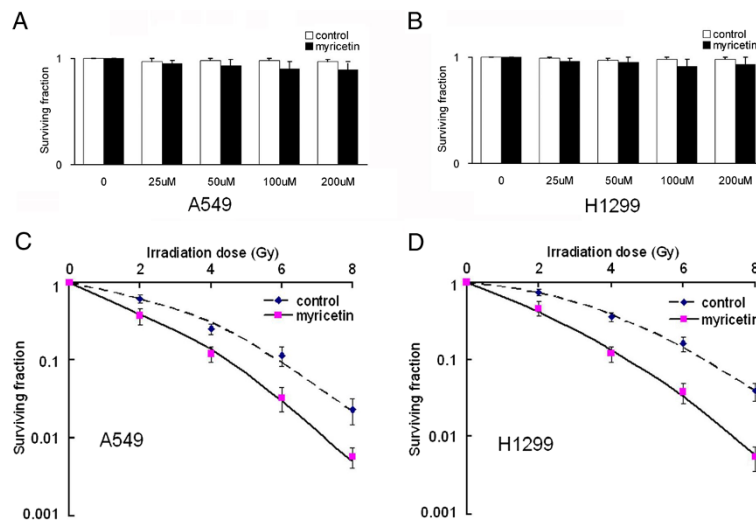 A
control
myricetin
Surviving fraction
1
0
0 25uM 50uM 100uM 200uM
A549
B
control
myricetin
Surviving fraction
1
0
0 25uM 50uM 100uM 200uM
H1299
C
Irradiation dose (Gy)
0 2 4 6 8
1
0.1
0.01
0.001
Surviving fraction
control
myricetin
A549
D
Irradiation dose (Gy)
0 2 4 6 8
1
0.1
0.01
0.001
Surviving fraction
control
myricetin
H1299